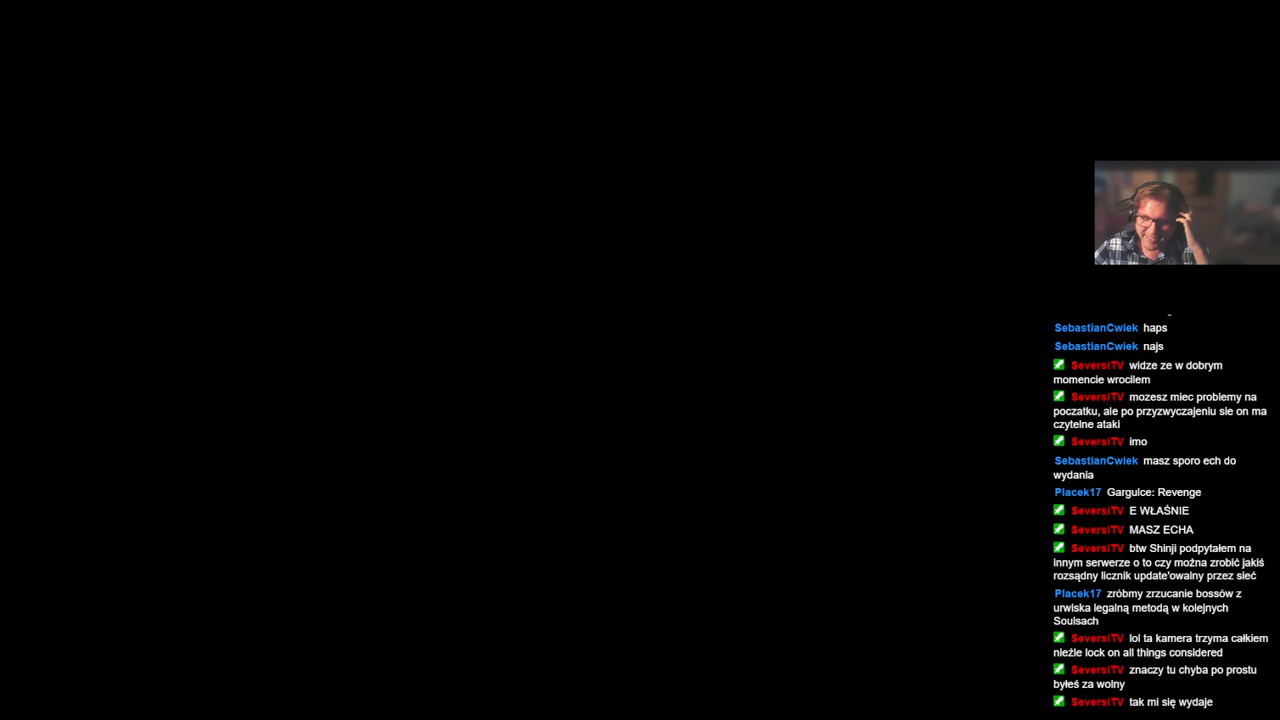 SebastianCwiek haps
SebastianCwiek najs
SeversiTV widze ze w dobrym
momencie wrocilem
SeversiTV mozesz miec problemy na
poczatku, ale po przyzwyczajeniu sie on ma
czytelne ataki
SeversiTV imo
SebastianCwiek masz sporo ech do
wydania
Placek17 Gargulce: Revenge
SeversiTV E WŁAŚNIE
SeversiTV MASZ ECHA
SeversiTV btw Shinji podpytałem na
innym serwerze o to czy można zrobić jakiś
rozsądny licznik update'owalny przez sieć
Placek17 zróbmy zrzucanie bossów z
urwiska legalną metodą w kolejnych
Soulsach
SeversiTV lol ta kamera trzyma całkiem
nieźle lock on all things considered
SeversiTV znaczy tu chyba po prostu
byłeś za wolny
SeversiTV tak mi się wydaje